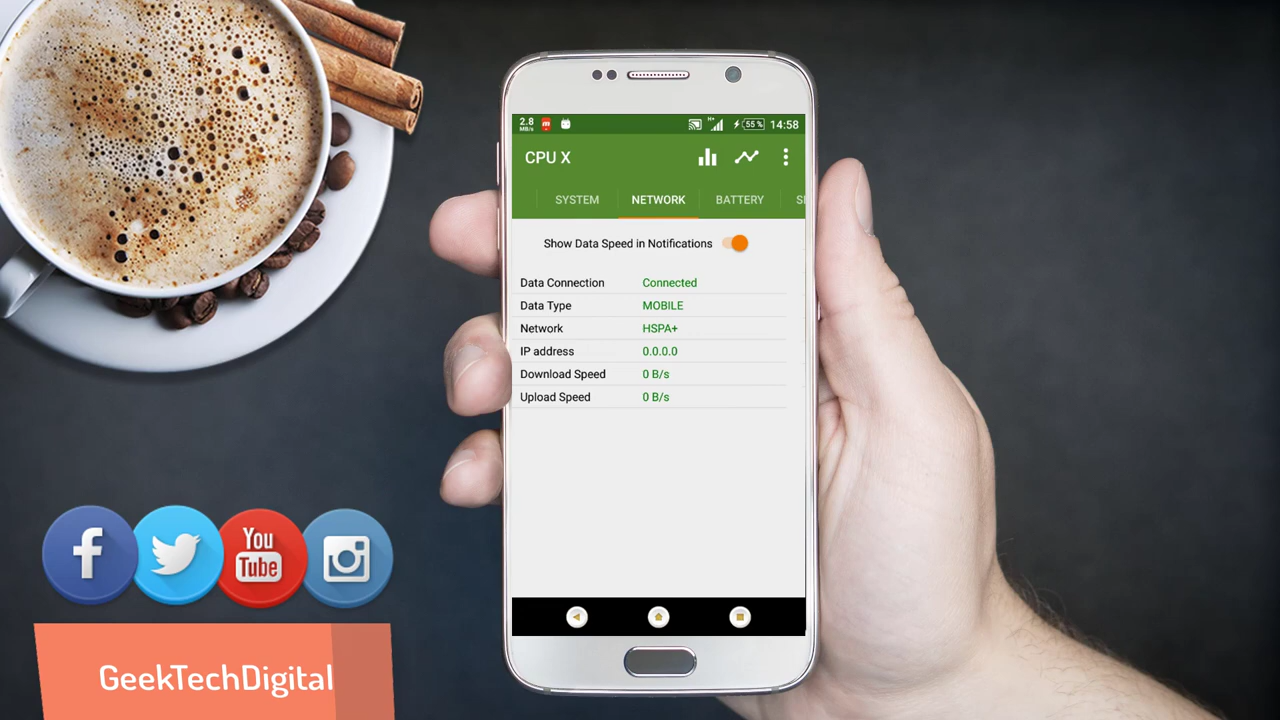 2.8
MB/s
H+
55 %
14:58
CPU X
SYSTEM
NETWORK
BATTERY
Show Data Speed in Notifications
Data Connection Connected
Data Type MOBILE
Network HSPA+
IP address 0.0.0.0
Download Speed 0 B/s
Upload Speed 0 B/s
f
You
Tube
GeekTechDigital